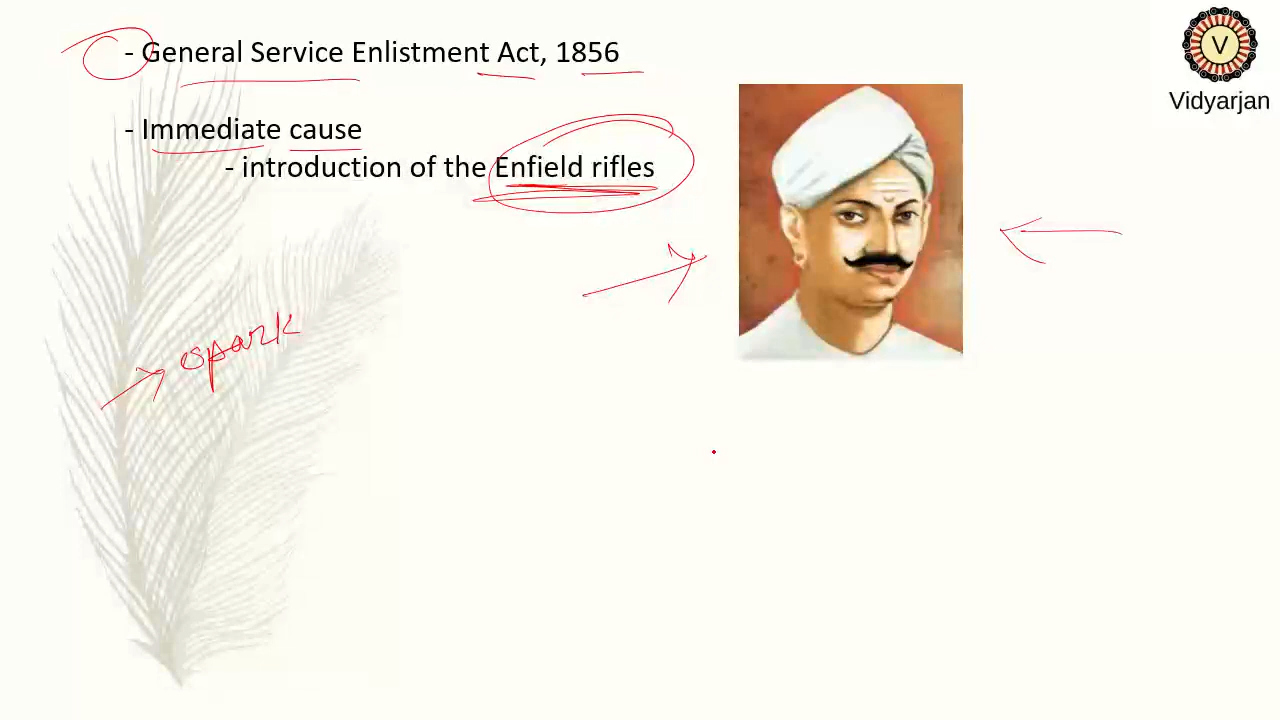 - General Service Enlistment Act, 1856
V
Vidyarjan
- Immediate cause
- introduction of the Enfield rifles
spark